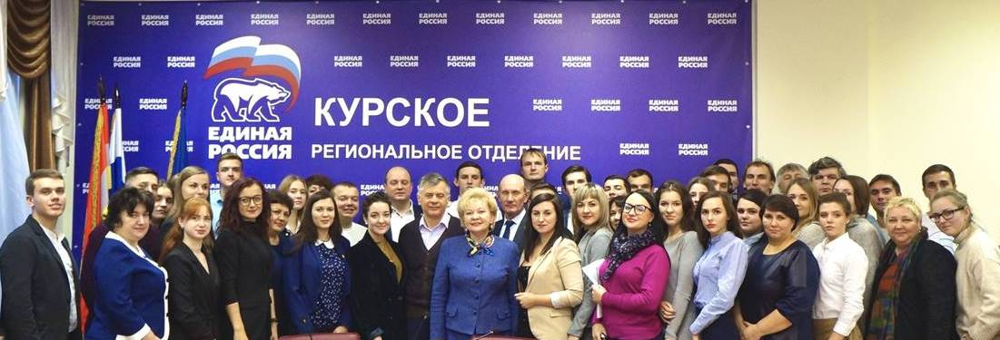 ЕДИНАЯ
РОССИЯ
КУРСКОЕ
РЕГИОНАЛЬНОЕ ОТДЕЛЕНИЕ